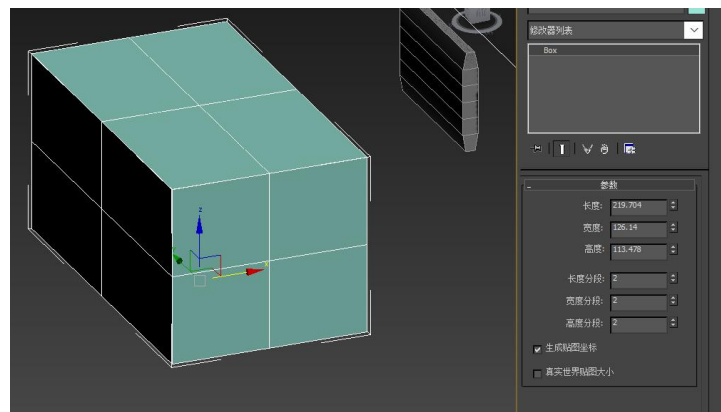 修改器列表
Box
参数
长度: 219.704
宽度: 126.14
高度: 113.478
长度分段: 2
宽度分段: 2
高度分段: 2
生成贴图坐标
真实世界贴图大小
z